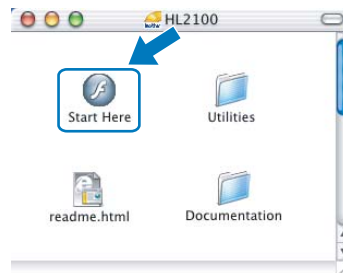 HL2100
Start Here
Utilities
readme.html
Documentation